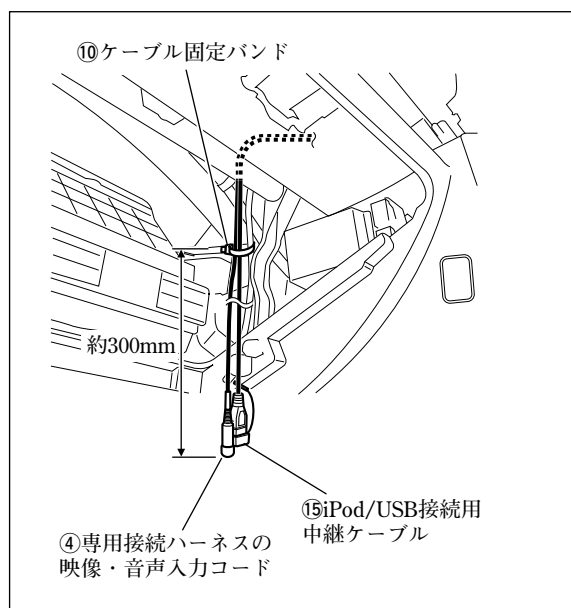 ⑩ケーブル固定バンド
約300mm
⑮iPod/USB接続用
中継ケーブル
④専用接続ハーネスの
映像・音声入力コード